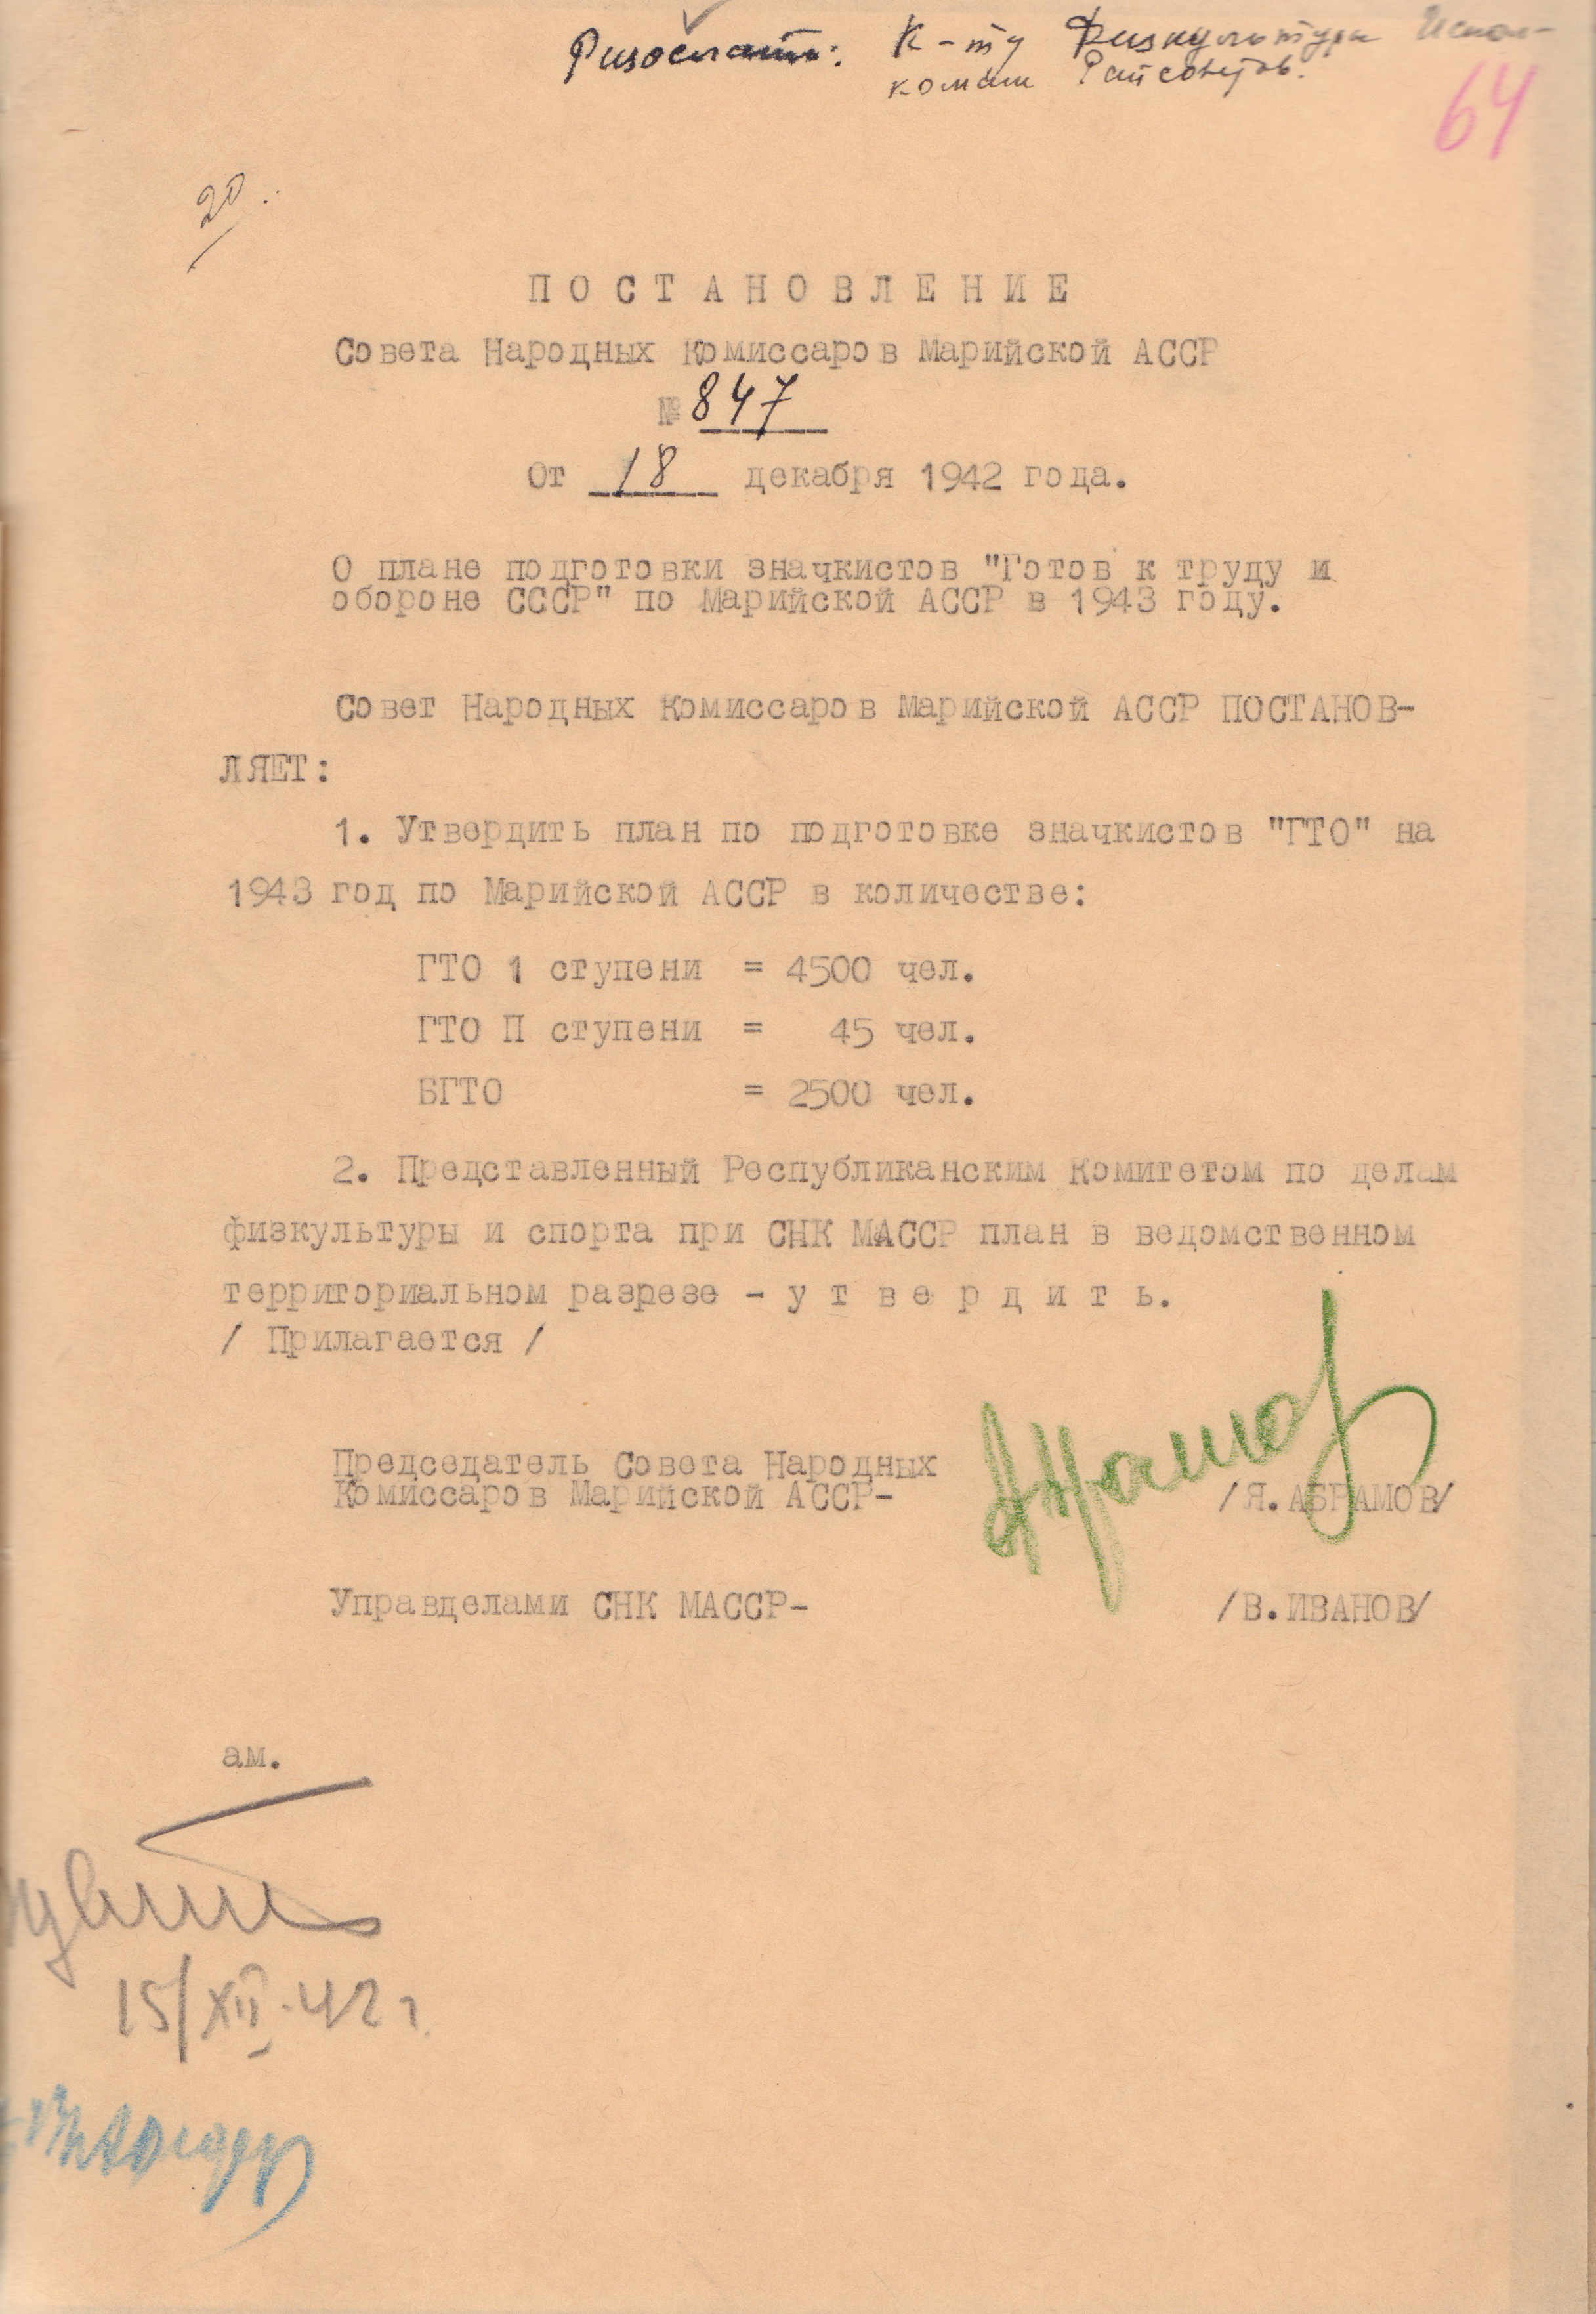 Разослать: К-ту Физкультуры Испол-
комам Райсоветов.
64
20.
ПОСТАНОВЛЕНИЕ
Совета Народных Комиссаров Марийской АССР
№ 847
От 18 декабря 1942 года.
О плане подготовки значкистов "Готов к труду и
обороне СССР" по Марийской АССР в 1943 году.
Совет Народных Комиссаров Марийской АССР ПОСТАНОВ-
ЛЯЕТ:
1. Утвердить план по подготовке значкистов "ГТО" на
1943 год по Марийской АССР в количестве:
ГТО 1 ступени = 4500 чел.
ГТО П ступени = 45 чел.
БГТО = 2500 чел.
2. Представленный Республиканским Комитетом по делам
физкультуры и спорта при СНК МАССР план в ведомственном
территориальном разрезе - у т в е р д и т ь.
/ Прилагается /
Председатель Совета Народных
Комиссаров Марийской АССР- /Я.АБРАМОВ/
Управделами СНК МАССР- /В.ИВАНОВ/
ам.
15/XII-42 г.